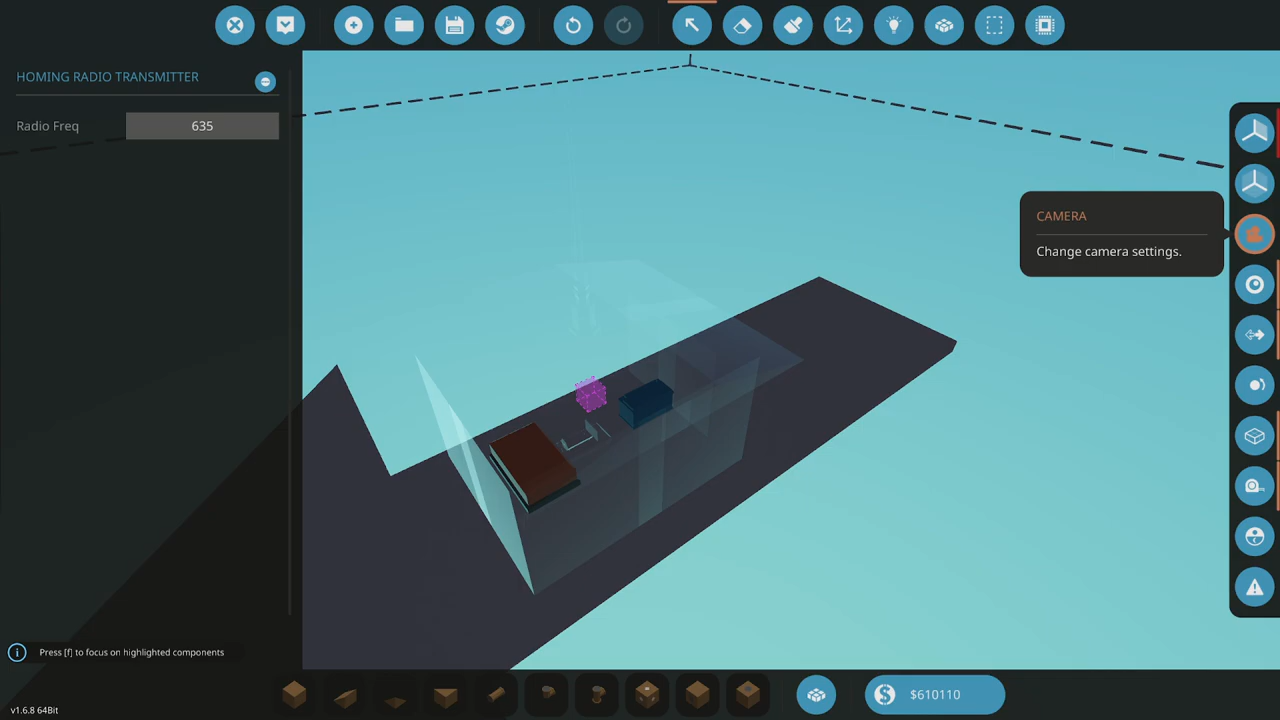 HOMING RADIO TRANSMITTER
Radio Freq
635
CAMERA
Change camera settings.
Press [f] to focus on highlighted components
v1.6.8 64Bit
$610110